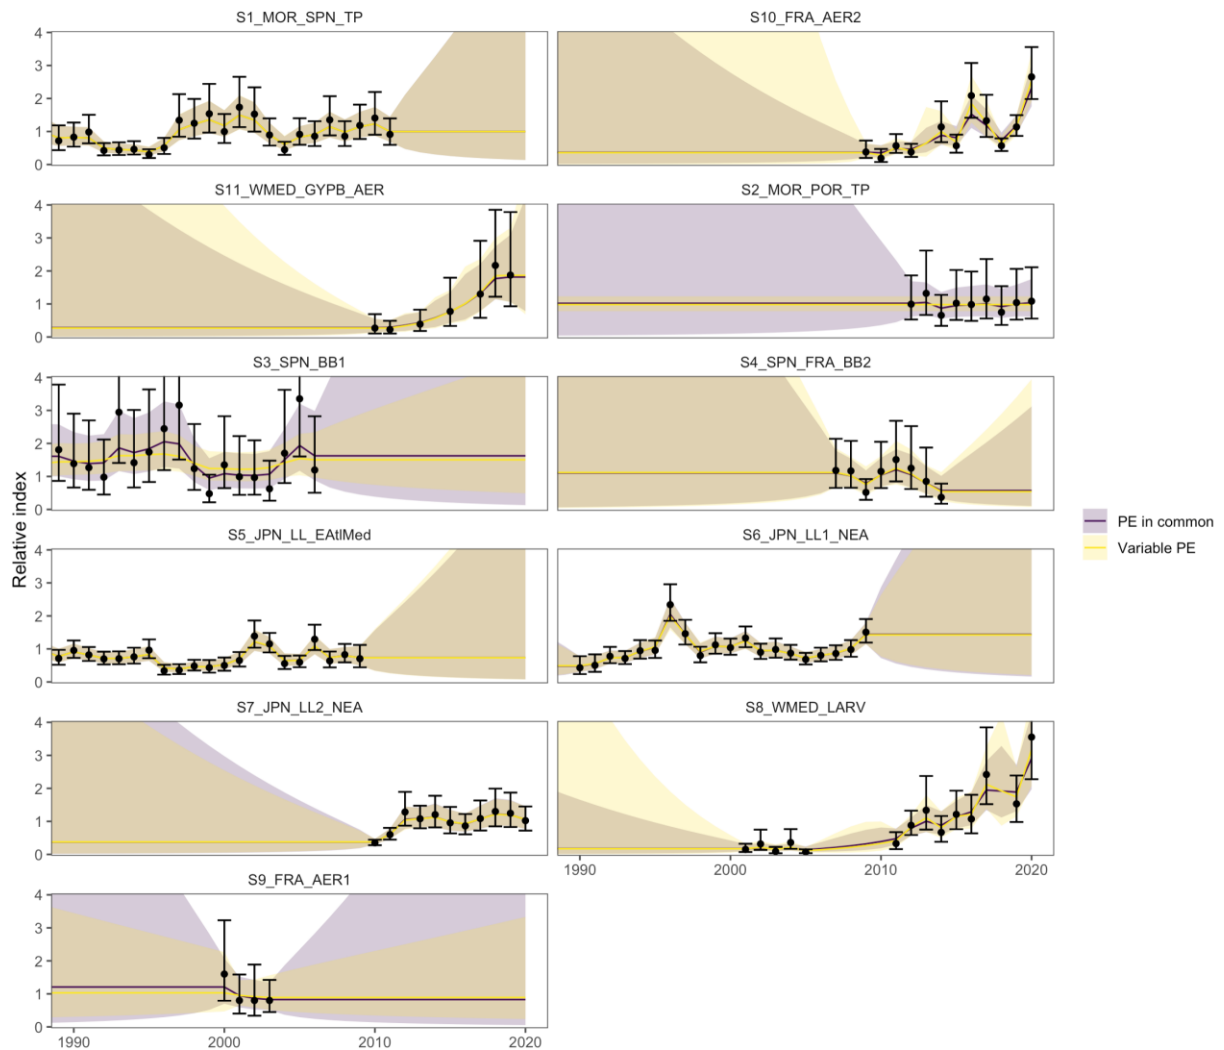 S1_MOR_SPN_TP
S10_FRA_AER2
4
3
2
1
0
S11_WMED_GYPB_AER
S2_MOR_POR_TP
4
3
2
1
0
S3_SPN_BB1
S4_SPN_FRA_BB2
4
3
2
1
0
Relative index
PE in common
Variable PE
S5_JPN_LL_EAtlMed
S6_JPN_LL1_NEA
4
3
2
1
0
S7_JPN_LL2_NEA
S8_WMED_LARV
4
3
2
1
0
1990 2000 2010 2020
S9_FRA_AER1
4
3
2
1
0
1990 2000 2010 2020